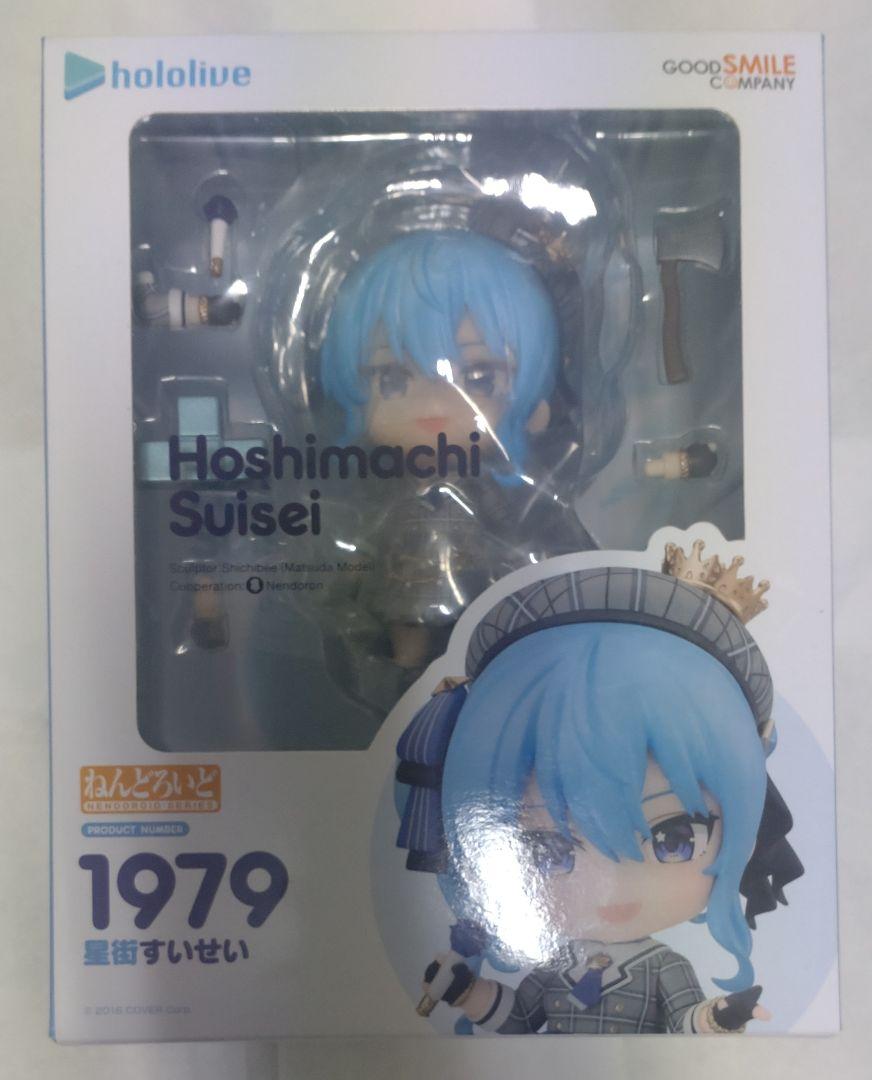 hololive
GOOD SMILE
COMPANY
Hoshimachi
Suisei
Sculptor: Shichibee (Matsuda Model)
Cooperation: Nendoron
ねんどろいど
NENDOROID SERIES
PRODUCT NUMBER
1979
星街すいせい
© 2016 COVER Corp.